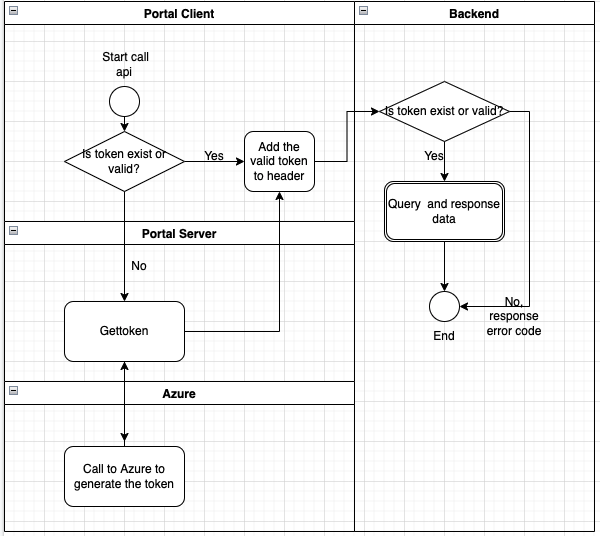 Portal Client
Backend
Start call
api
Is token exist or
valid?
Yes
Add the
valid token
to header
Is token exist or valid?
Yes
Query and response
data
No,
response
error code
End
Portal Server
No
Gettoken
Azure
Call to Azure to
generate the token